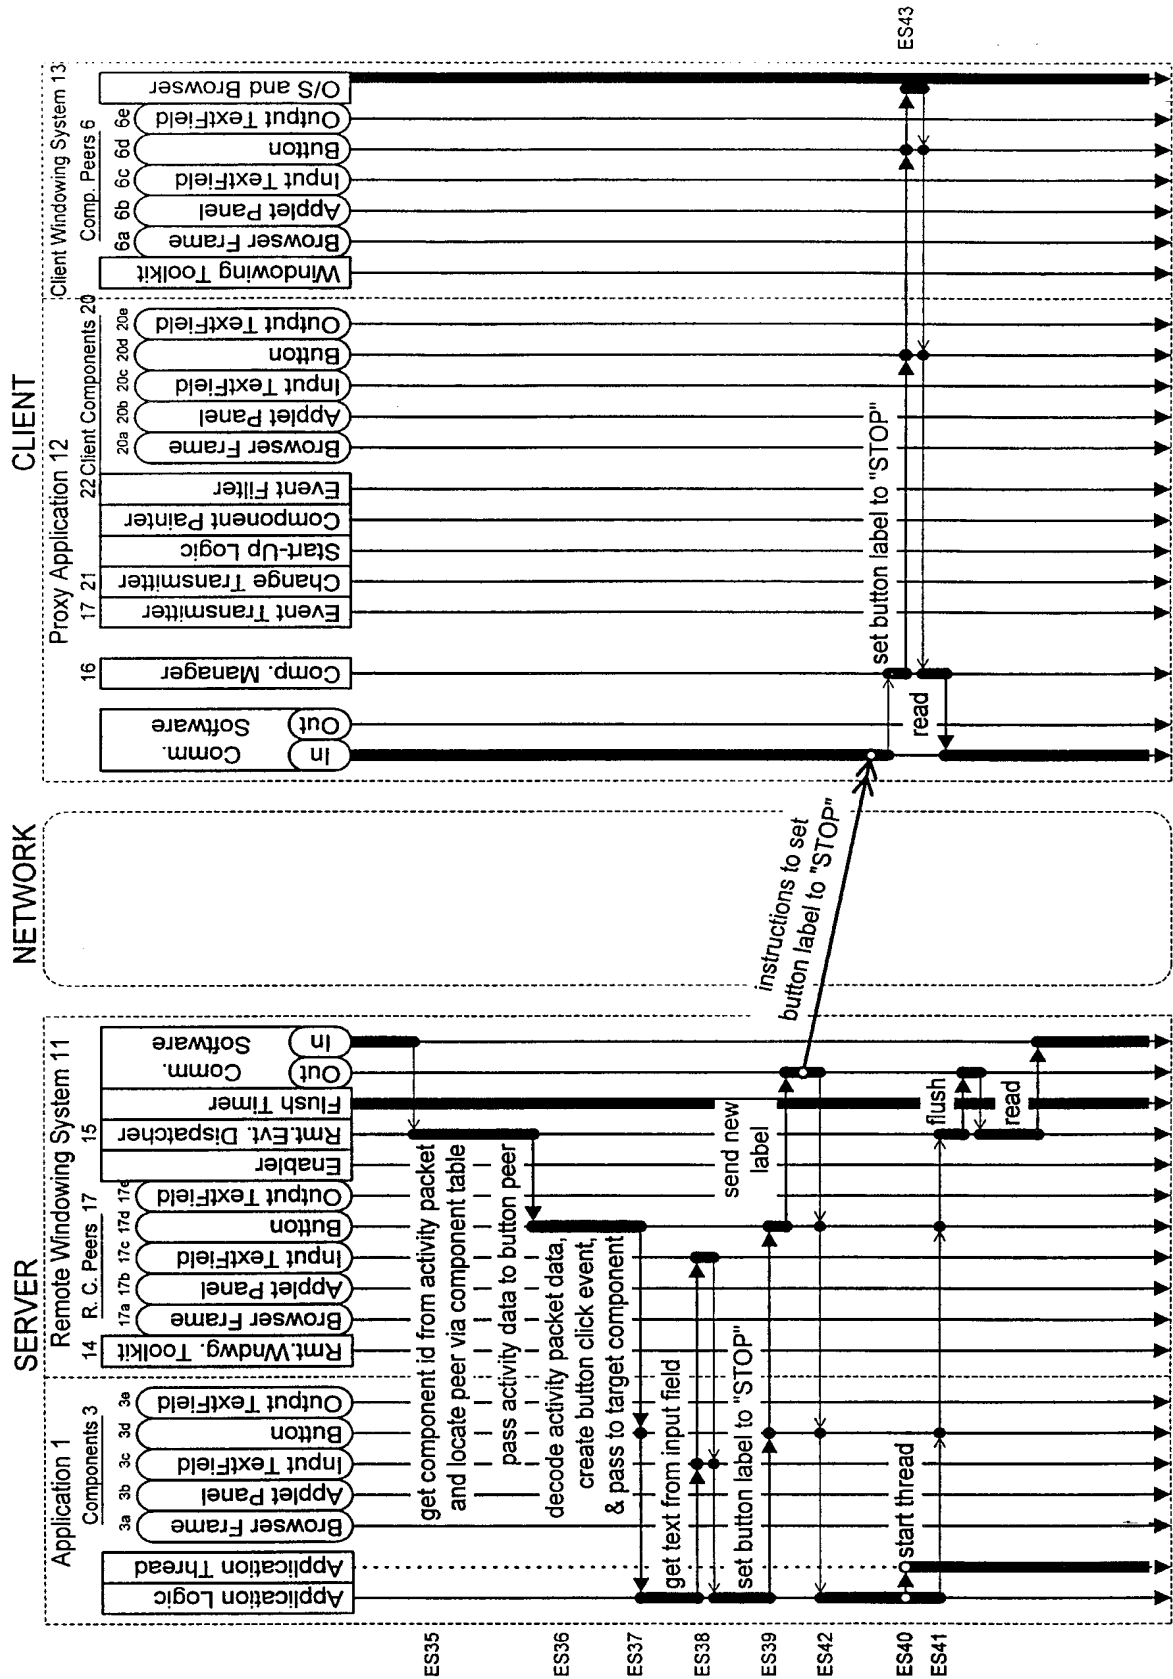 SERVER
NETWORK
CLIENT
Application 1
Components 3
3a 3b 3c 3d 3e
Application Logic
Application Thread
Browser Frame
Applet Panel
Input TextField
Button
Output TextField
Remote Windowing System 11
14
R. C. Peers 17
17a 17b 17c 17d 17e
15
Rmt.Wndwg. Toolkit
Browser Frame
Applet Panel
Input TextField
Button
Output TextField
Enabler
Rmt.Evt. Dispatcher
Flush Timer
Comm.
Software
Out
In
Proxy Application 12
16
17
21
22
Client Components 20
20a 20b 20c 20d 20e
Comm.
Software
In
Out
Comp. Manager
Event Transmitter
Change Transmitter
Start-Up Logic
Component Painter
Event Filter
Browser Frame
Applet Panel
Input TextField
Button
Output TextField
Client Windowing System 13
Comp. Peers 6
6a 6b 6c 6d 6e
Windowing Toolkit
Browser Frame
Applet Panel
Input TextField
Button
Output TextField
O/S and Browser
ES35
get component id from activity packet
and locate peer via component table
pass activity data to button peer
ES36
decode activity packet data,
create button click event,
& pass to target component
ES37
get text from input field
ES38
set button label to "STOP"
ES39
send new
label
ES42
instructions to set
button label to "STOP"
ES40
start thread
ES41
flush
read
set button label to "STOP"
read
ES43